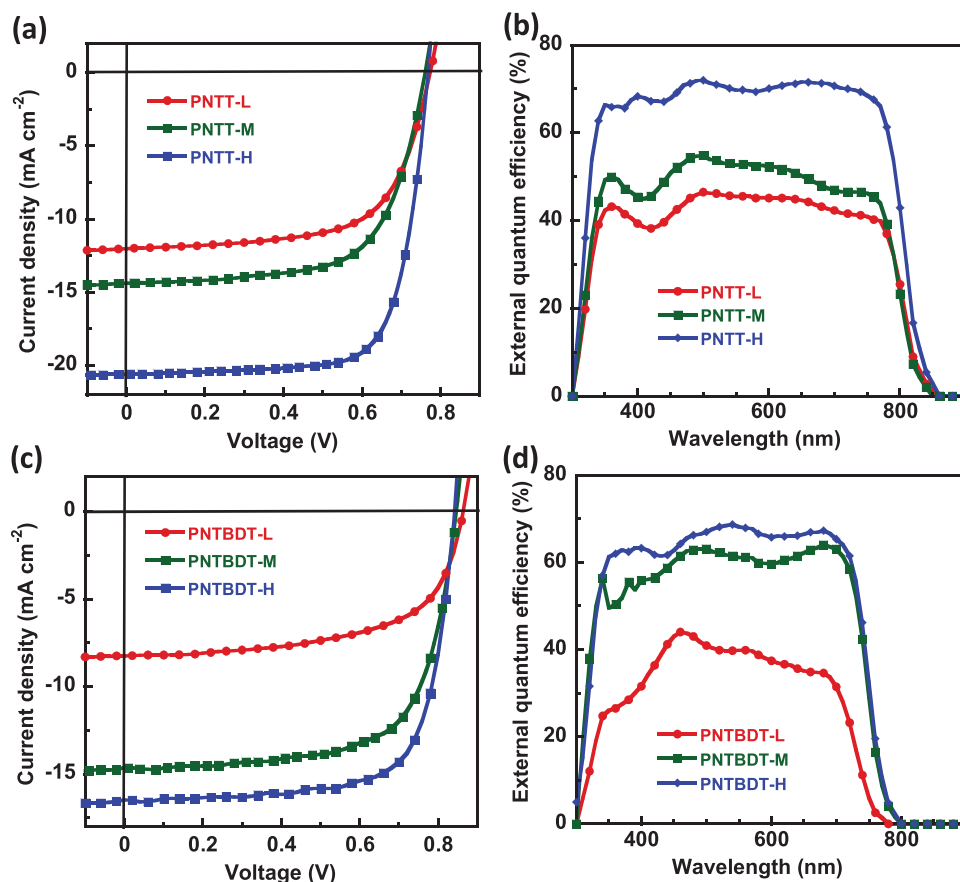 (a)
0
-5
-10
-15
-20
Current density (mA cm⁻²)
PNTT-L
PNTT-M
PNTT-H
0
0.2
0.4
0.6
0.8
Voltage (V)
(b)
80
60
40
20
0
External quantum efficiency (%)
PNTT-L
PNTT-M
PNTT-H
400
600
800
Wavelength (nm)
(c)
0
-5
-10
-15
Current density (mA cm⁻²)
PNTBDT-L
PNTBDT-M
PNTBDT-H
0
0.2
0.4
0.6
0.8
Voltage (V)
(d)
80
60
40
20
0
External quantum efficiency (%)
PNTBDT-L
PNTBDT-M
PNTBDT-H
400
600
800
Wavelength (nm)